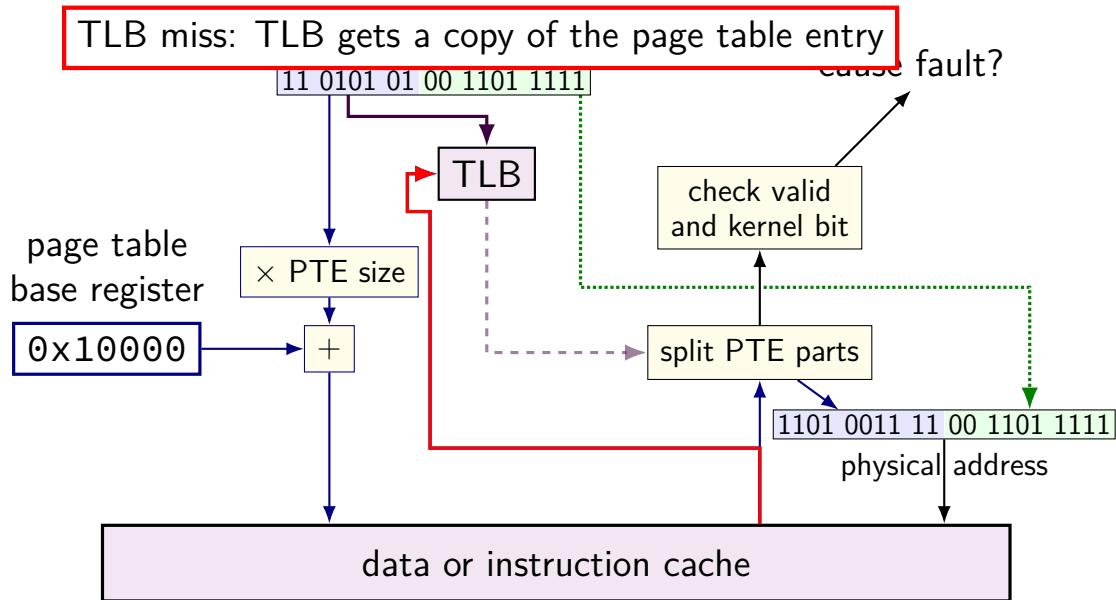 TLB miss: TLB gets a copy of the page table entry
cause fault?
11 0101 01 00 1101 1111
TLB
check valid
and kernel bit
page table
base register
× PTE size
0x10000
+
split PTE parts
1101 0011 11 00 1101 1111
physical address
data or instruction cache